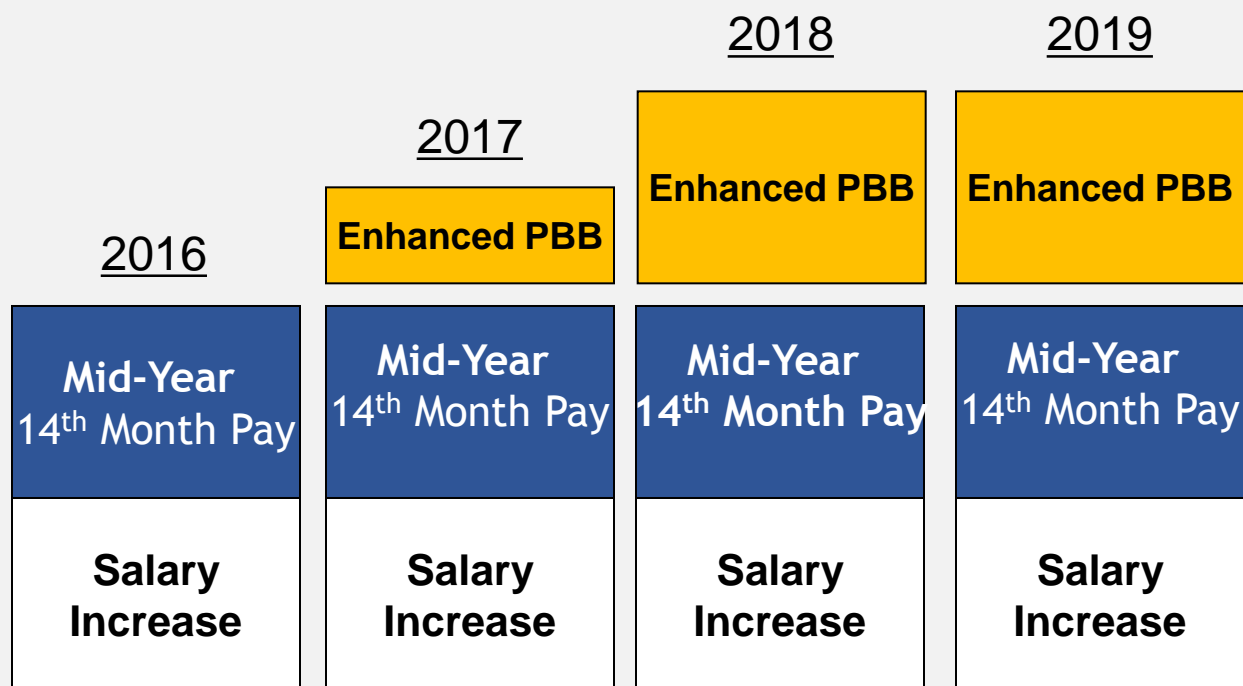 2016
Mid-Year
14th Month Pay
Salary
Increase
2017
Enhanced PBB
Mid-Year
14th Month Pay
Salary
Increase
2018
Enhanced PBB
Mid-Year
14th Month Pay
Salary
Increase
2019
Enhanced PBB
Mid-Year
14th Month Pay
Salary
Increase